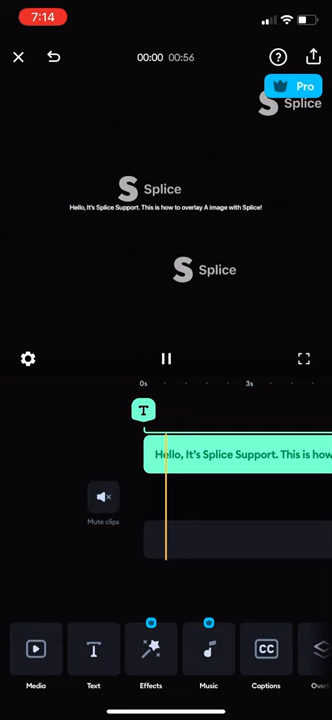 7:14
00:00 00:56
?
Pro
Splice
Splice
Hello, It's Splice Support. This is how to overlay A image with Splice!
Splice
0s 3s
T
Hello, It's Splice Support. This is how
Mute clips
T CC
Media Text Effects Music Captions Overl